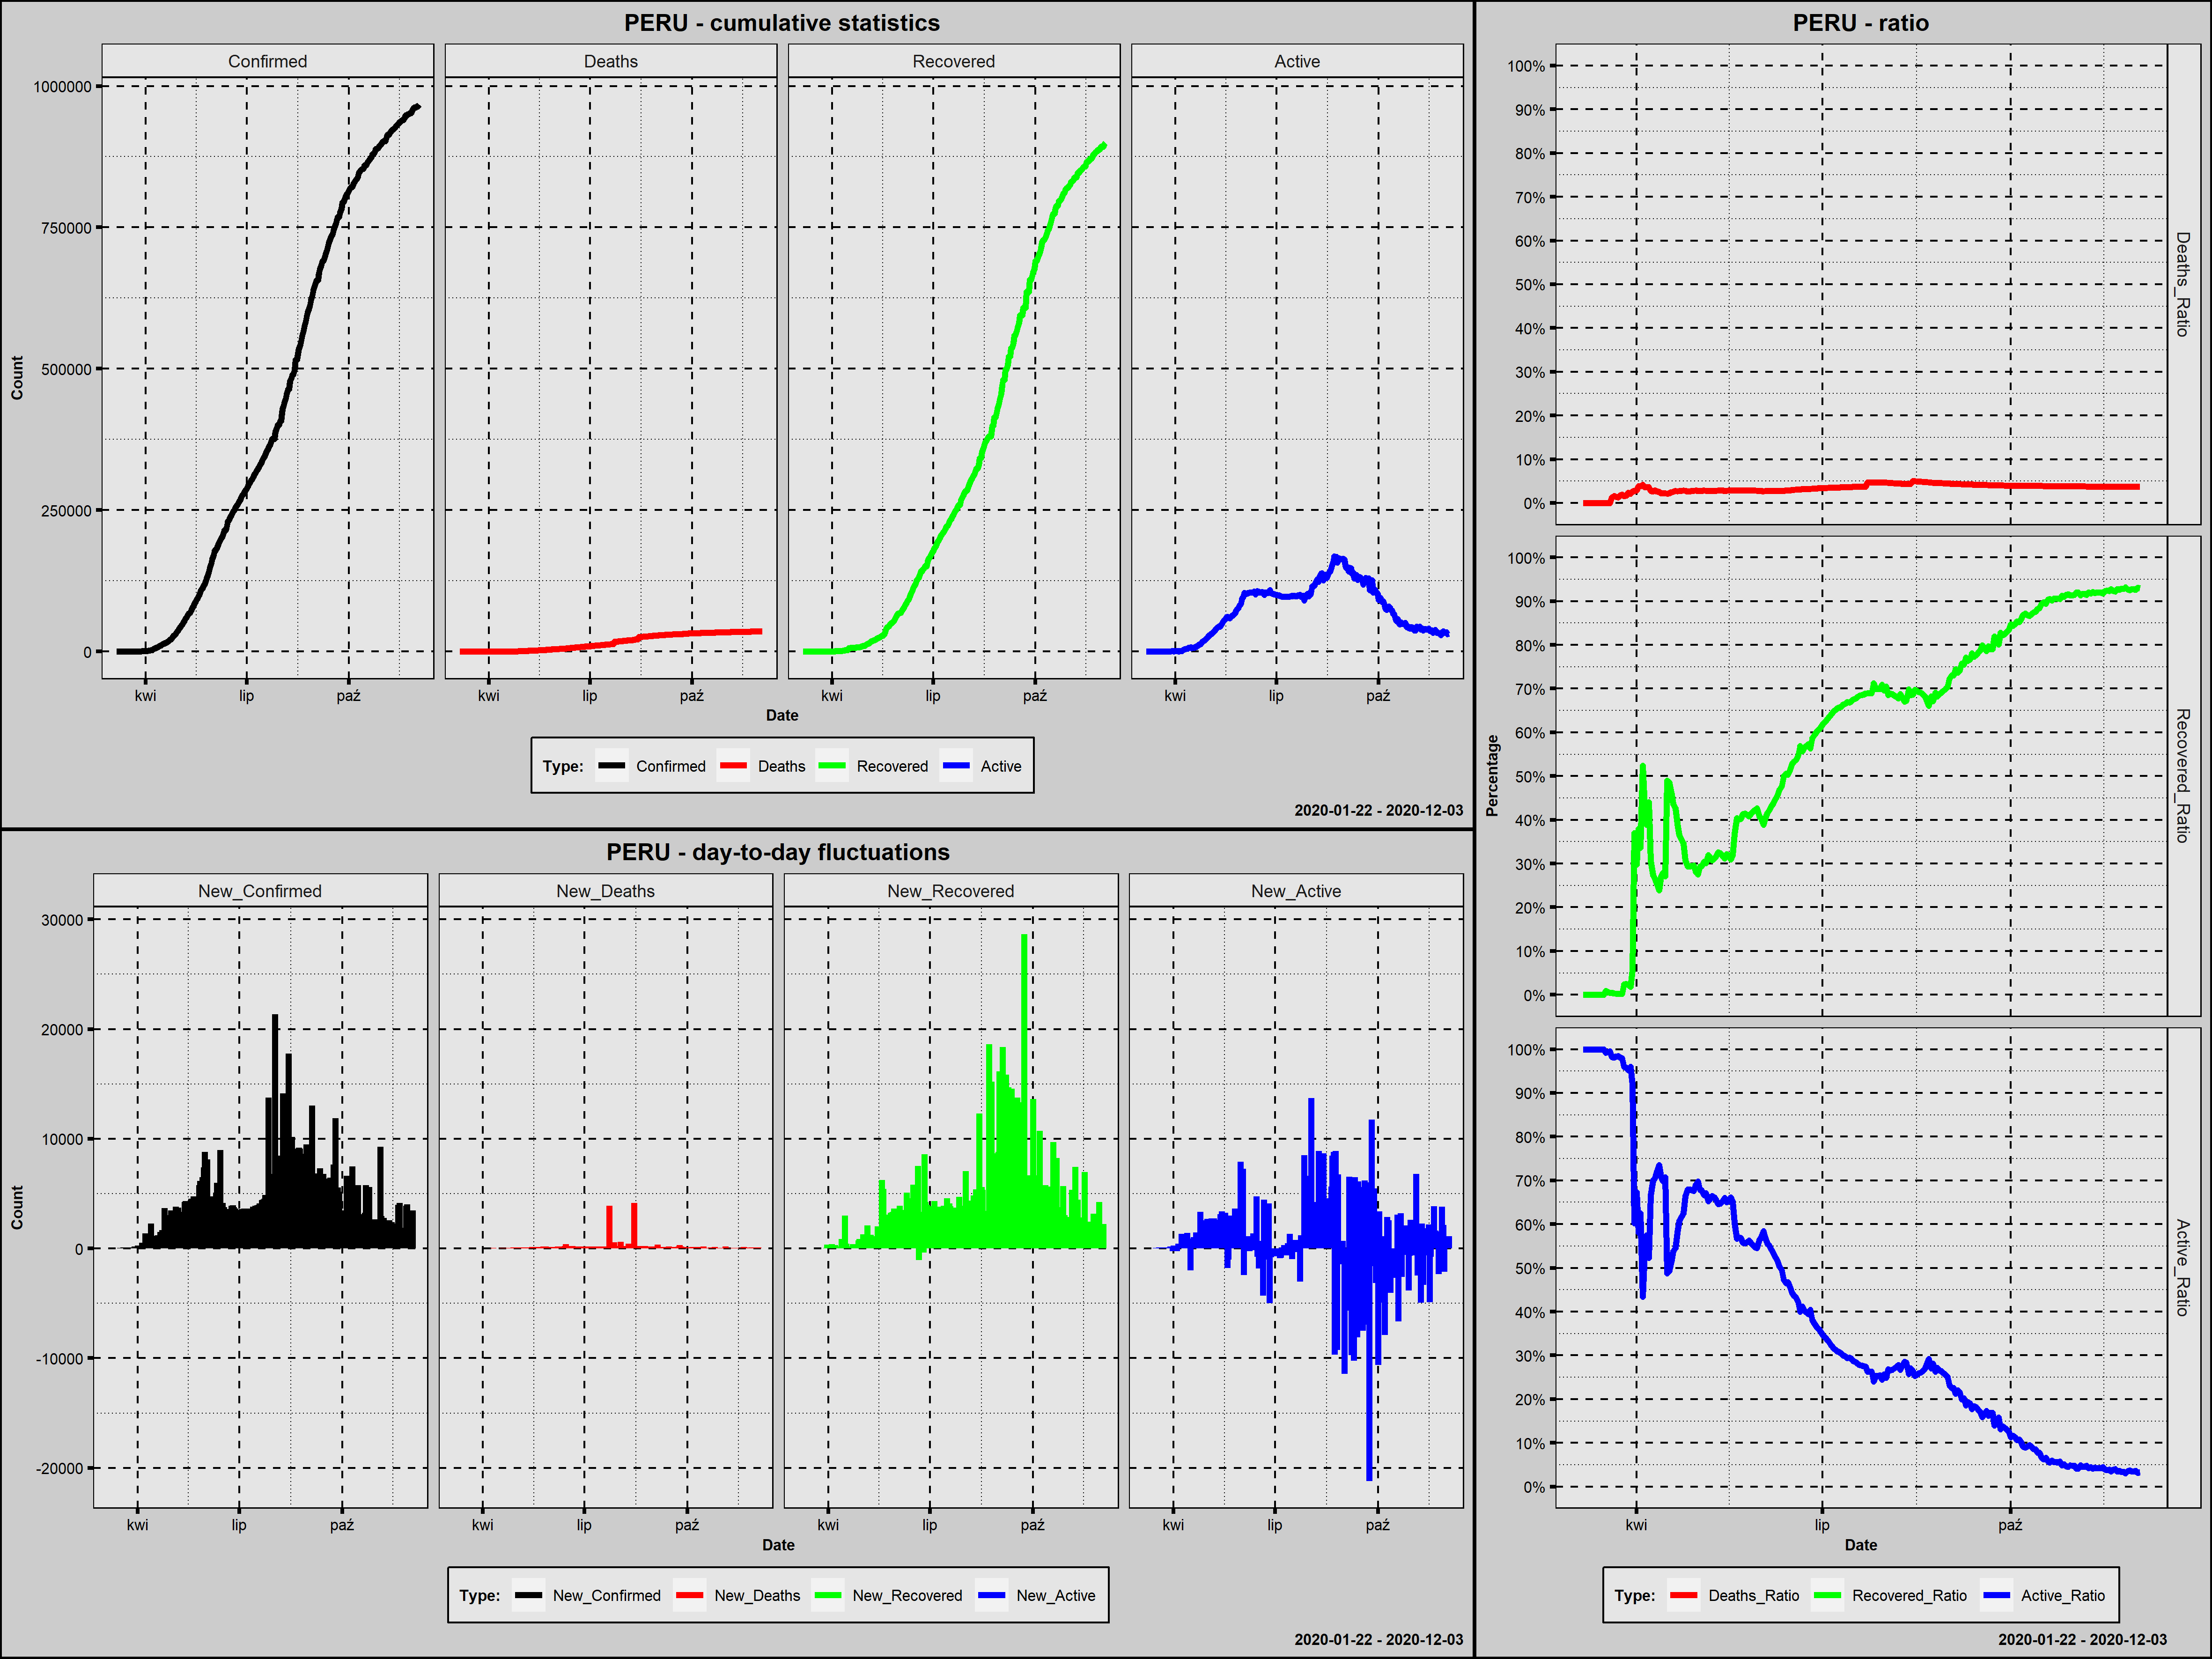 PERU - cumulative statistics
Confirmed Deaths Recovered Active
1000000
750000
500000
250000
0
Count
kwi lip paź kwi lip paź kwi lip paź kwi lip paź
Date
Type: Confirmed Deaths Recovered Active
2020-01-22 - 2020-12-03
PERU - day-to-day fluctuations
New_Confirmed New_Deaths New_Recovered New_Active
30000
20000
10000
0
-10000
-20000
Count
kwi lip paź kwi lip paź kwi lip paź kwi lip paź
Date
Type: New_Confirmed New_Deaths New_Recovered New_Active
2020-01-22 - 2020-12-03
PERU - ratio
100%
90%
80%
70%
60%
50%
40%
30%
20%
10%
0%
Deaths_Ratio
100%
90%
80%
70%
60%
50%
40%
30%
20%
10%
0%
Recovered_Ratio
Percentage
100%
90%
80%
70%
60%
50%
40%
30%
20%
10%
0%
Active_Ratio
kwi lip paź
Date
Type: Deaths_Ratio Recovered_Ratio Active_Ratio
2020-01-22 - 2020-12-03